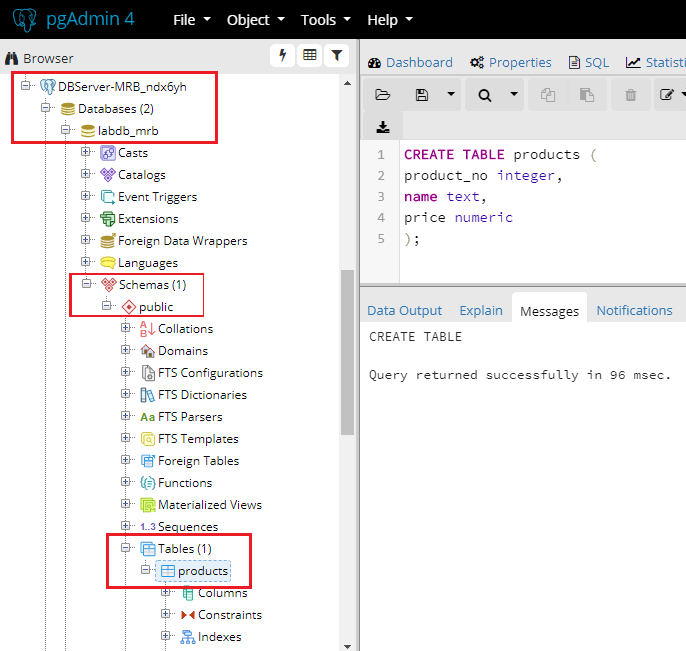 pgAdmin 4 File Object Tools Help
Browser
DBServer-MRB_ndx6yh
Databases (2)
labdb_mrb
Casts
Catalogs
Event Triggers
Extensions
Foreign Data Wrappers
Languages
Schemas (1)
public
Collations
Domains
FTS Configurations
FTS Dictionaries
Aa FTS Parsers
FTS Templates
Foreign Tables
Functions
Materialized Views
1..3 Sequences
Tables (1)
products
Columns
Constraints
Indexes
Dashboard Properties SQL Statisti
1 CREATE TABLE products (
2 product_no integer,
3 name text,
4 price numeric
5 );
Data Output Explain Messages Notifications
CREATE TABLE
Query returned successfully in 96 msec.